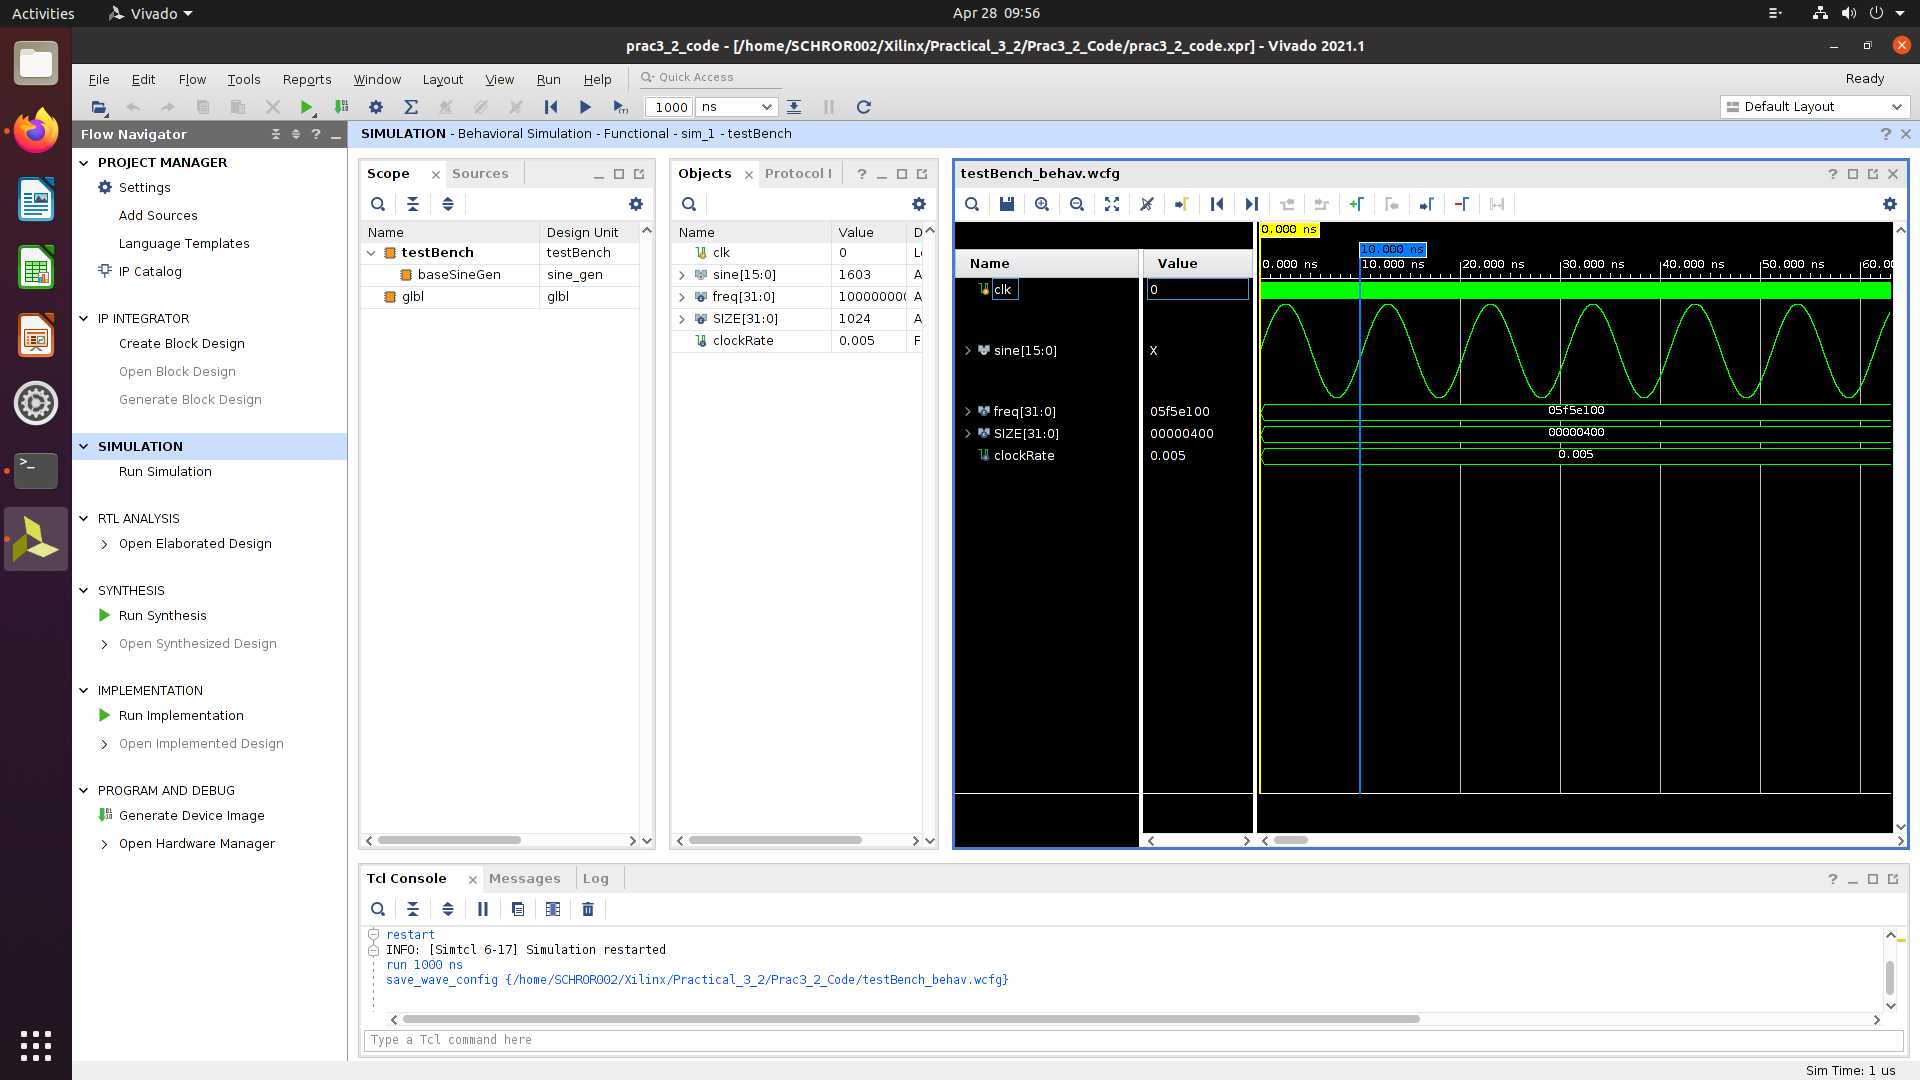 Activities
Vivado
Apr 28 09:56
prac3_2_code - [/home/SCHROR002/Xilinx/Practical_3_2/Prac3_2_Code/prac3_2_code.xpr] - Vivado 2021.1
File Edit Flow Tools Reports Window Layout View Run Help
Quick Access
Ready
1000 ns
Default Layout
Flow Navigator
PROJECT MANAGER
Settings
Add Sources
Language Templates
IP Catalog
IP INTEGRATOR
Create Block Design
Open Block Design
Generate Block Design
SIMULATION
Run Simulation
RTL ANALYSIS
Open Elaborated Design
SYNTHESIS
Run Synthesis
Open Synthesized Design
IMPLEMENTATION
Run Implementation
Open Implemented Design
PROGRAM AND DEBUG
Generate Device Image
Open Hardware Manager
SIMULATION - Behavioral Simulation - Functional - sim_1 - testBench
Scope Sources
Name Design Unit
testBench testBench
baseSineGen sine_gen
glbl glbl
Objects Protocol I
Name Value D
clk 0 L
sine[15:0] 1603 A
freq[31:0] 100000000 A
SIZE[31:0] 1024 A
clockRate 0.005 F
testBench_behav.wcfg
Name Value
clk 0
sine[15:0] X
freq[31:0] 05f5e100
SIZE[31:0] 00000400
clockRate 0.005
0.000 ns
10.000 ns
0.000 ns 10.000 ns 20.000 ns 30.000 ns 40.000 ns 50.000 ns 60.0
05f5e100
00000400
0.005
Tcl Console Messages Log
restart
INFO: [Simtcl 6-17] Simulation restarted
run 1000 ns
save_wave_config {/home/SCHROR002/Xilinx/Practical_3_2/Prac3_2_Code/testBench_behav.wcfg}
Type a Tcl command here
Sim Time: 1 us